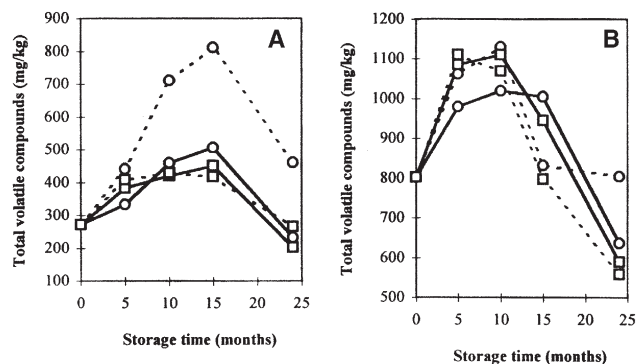 A
Total volatile compounds (mg/kg)
900
800
700
600
500
400
300
200
100
0 5 10 15 20 25
Storage time (months)
B
Total volatile compounds (mg/kg)
1200
1100
1000
900
800
700
600
500
0 5 10 15 20 25
Storage time (months)